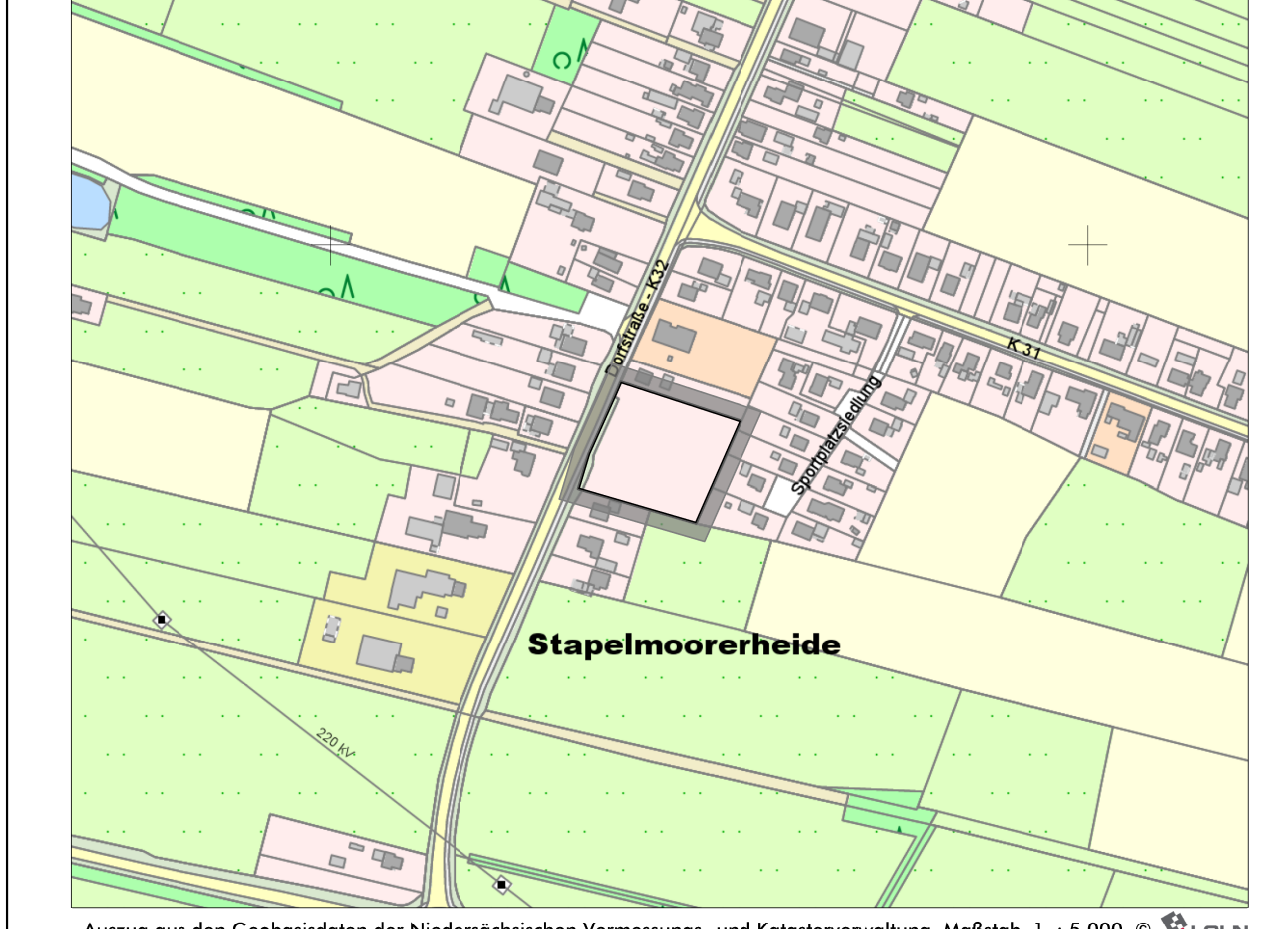 Dorfstraße - K32
K 31
Sportplatzsiedlung
Stapelmoorerheide
220 kV
Auszug aus den Geobasisdaten der Niedersächsischen Vermessungs- und Katasterverwaltung, Maßstab 1 : 5.000, © LGLN